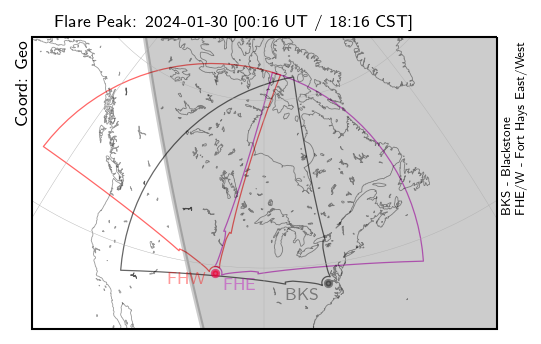 Flare Peak: 2024-01-30 [00:16 UT / 18:16 CST]
Coord: Geo
BKS - Blackstone
FHE/W - Fort Hays East/West
FHW
FHE
BKS